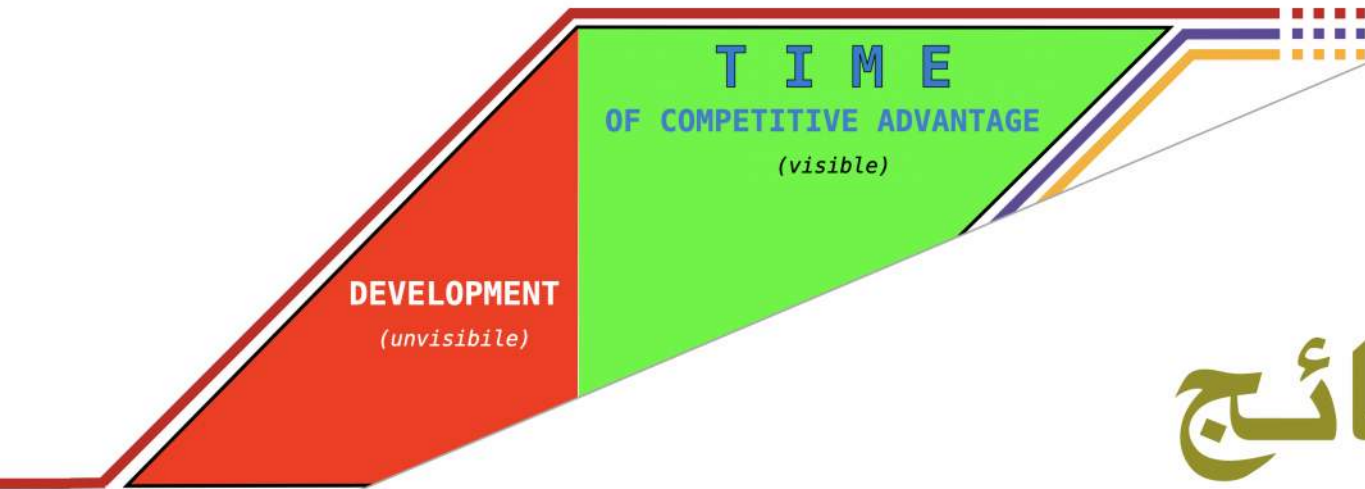 T I M E
OF COMPETITIVE ADVANTAGE
(visible)
DEVELOPMENT
(unvisibile)